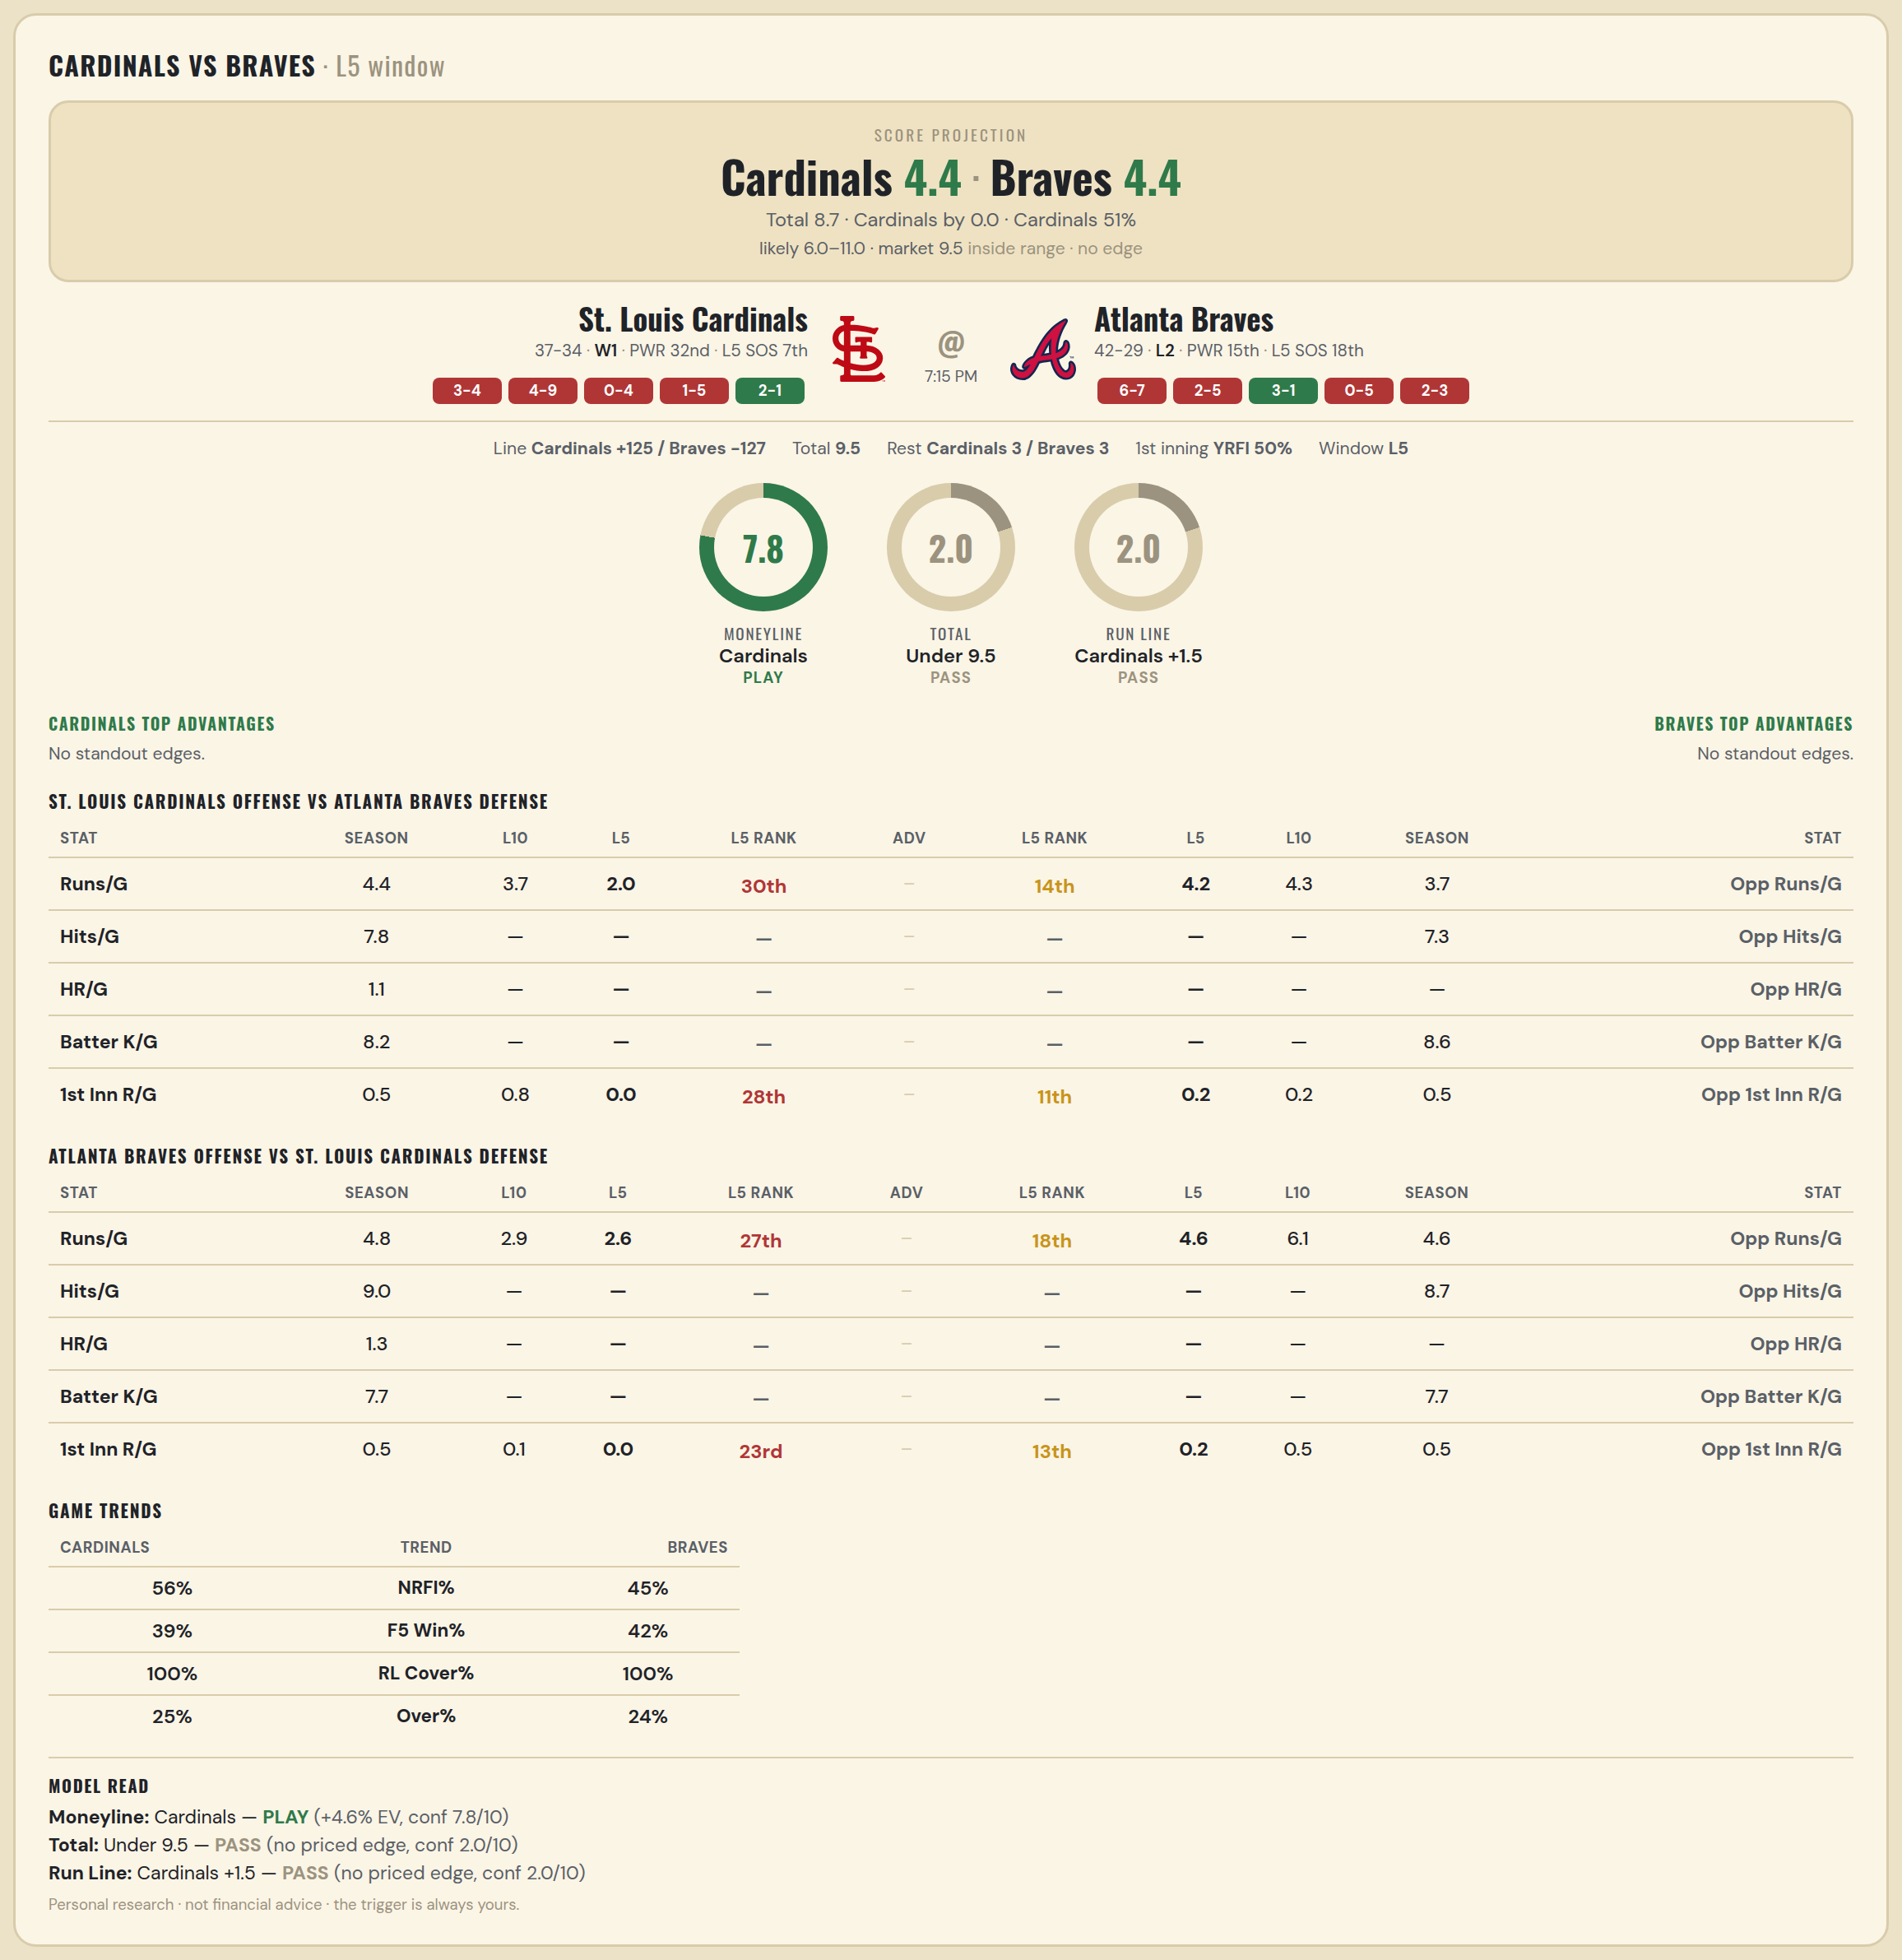 CARDINALS VS BRAVES · L5 window
SCORE PROJECTION
Cardinals 4.4 · Braves 4.4
Total 8.7 · Cardinals by 0.0 · Cardinals 51%
likely 6.0–11.0 · market 9.5 inside range · no edge
St. Louis Cardinals
37-34 · W1 · PWR 32nd · L5 SOS 7th
3-4 4-9 0-4 1-5 2-1
@
7:15 PM
Atlanta Braves
42-29 · L2 · PWR 15th · L5 SOS 18th
6-7 2-5 3-1 0-5 2-3
Line Cardinals +125 / Braves -127 Total 9.5 Rest Cardinals 3 / Braves 3 1st inning YRFI 50% Window L5
7.8 2.0 2.0
MONEYLINE TOTAL RUN LINE
Cardinals Under 9.5 Cardinals +1.5
PLAY PASS PASS
CARDINALS TOP ADVANTAGES BRAVES TOP ADVANTAGES
No standout edges. No standout edges.
ST. LOUIS CARDINALS OFFENSE VS ATLANTA BRAVES DEFENSE
STAT SEASON L10 L5 L5 RANK ADV L5 RANK L5 L10 SEASON STAT
Runs/G 4.4 3.7 2.0 30th – 14th 4.2 4.3 3.7 Opp Runs/G
Hits/G 7.8 — — — – — — — 7.3 Opp Hits/G
HR/G 1.1 — — — – — — — — Opp HR/G
Batter K/G 8.2 — — — – — — — 8.6 Opp Batter K/G
1st Inn R/G 0.5 0.8 0.0 28th – 11th 0.2 0.2 0.5 Opp 1st Inn R/G
ATLANTA BRAVES OFFENSE VS ST. LOUIS CARDINALS DEFENSE
STAT SEASON L10 L5 L5 RANK ADV L5 RANK L5 L10 SEASON STAT
Runs/G 4.8 2.9 2.6 27th – 18th 4.6 6.1 4.6 Opp Runs/G
Hits/G 9.0 — — — – — — — 8.7 Opp Hits/G
HR/G 1.3 — — — – — — — — Opp HR/G
Batter K/G 7.7 — — — – — — — 7.7 Opp Batter K/G
1st Inn R/G 0.5 0.1 0.0 23rd – 13th 0.2 0.5 0.5 Opp 1st Inn R/G
GAME TRENDS
CARDINALS TREND BRAVES
56% NRFI% 45%
39% F5 Win% 42%
100% RL Cover% 100%
25% Over% 24%
MODEL READ
Moneyline: Cardinals — PLAY (+4.6% EV, conf 7.8/10)
Total: Under 9.5 — PASS (no priced edge, conf 2.0/10)
Run Line: Cardinals +1.5 — PASS (no priced edge, conf 2.0/10)
Personal research · not financial advice · the trigger is always yours.